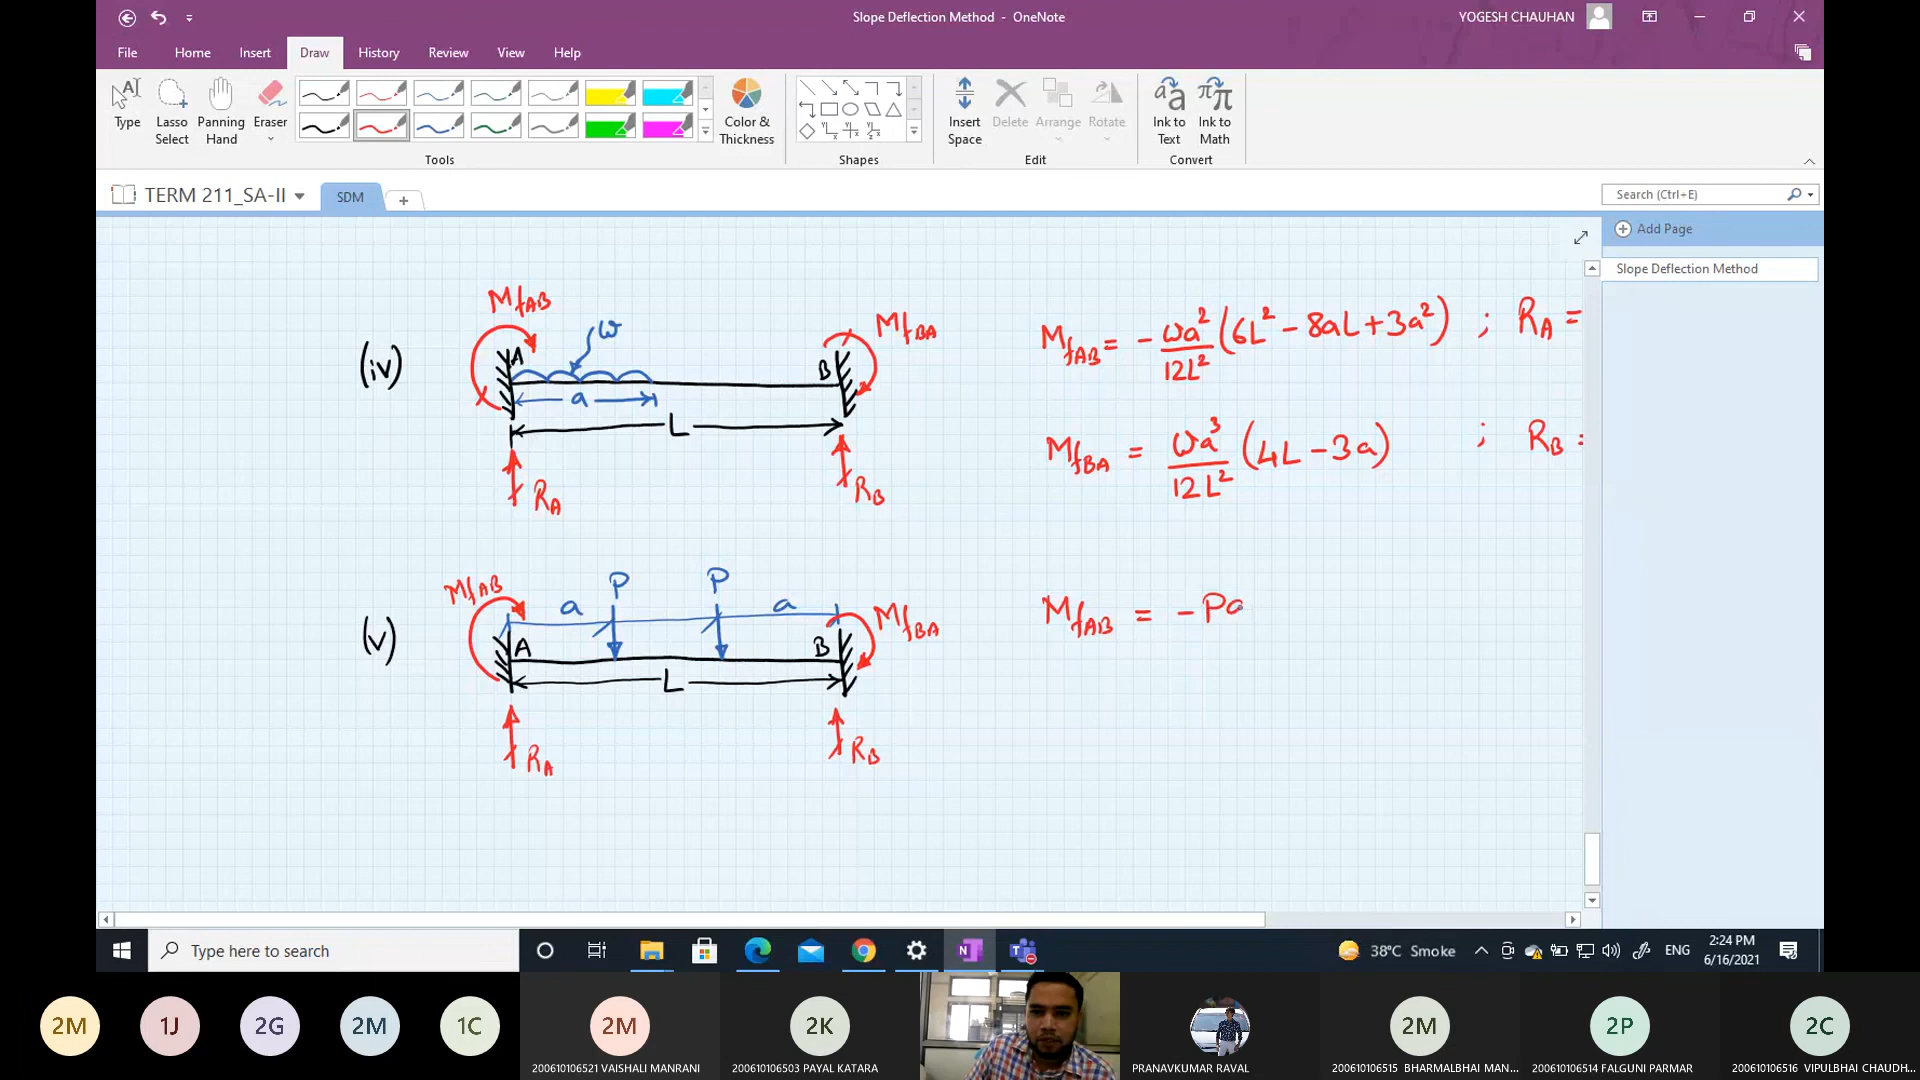 Slope Deflection Method - OneNote
YOGESH CHAUHAN
File Home Insert Draw History Review View Help
Type
Lasso Select
Panning Hand
Eraser
Color & Thickness
Insert Space
Delete
Arrange
Rotate
Ink to Text
Ink to Math
Tools
Shapes
Edit
Convert
TERM 211_SA-II
SDM
Search (Ctrl+E)
Add Page
Slope Deflection Method
(iv)
MfAB
w
MfBA
A
B
a
L
RA
RB
MfAB = - wa²/12L² (6L² - 8aL + 3a²) ; RA =
MfBA = wa³/12L² (4L - 3a) ; RB =
(v)
MfAB
a
P
P
a
MfBA
A
B
L
RA
RB
MfAB = - Pa
Type here to search
38°C Smoke
ENG
2:24 PM
6/16/2021
2M
1J
2G
2M
1C
2M
200610106521 VAISHALI MANRANI
2K
200610106503 PAYAL KATARA
PRANAVKUMAR RAVAL
2M
200610106515 BHARMALBHAI MAN...
2P
200610106514 FALGUNI PARMAR
2C
200610106516 VIPULBHAI CHAUDH...